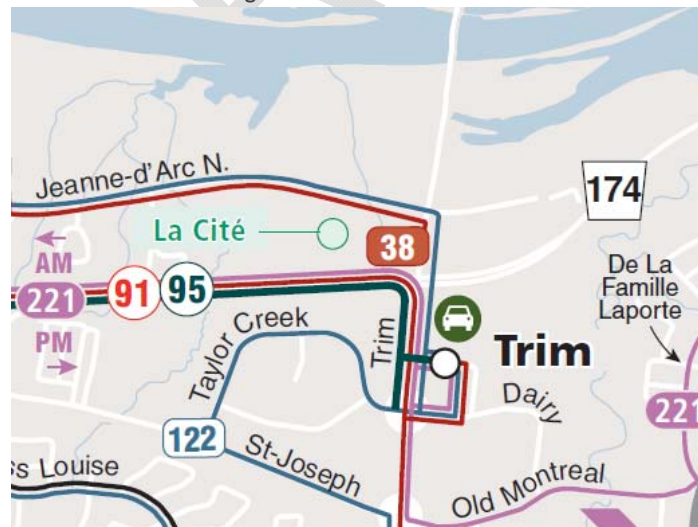 Jeanne-d'Arc N.
174
La Cité
38
AM
221
PM
91
95
De La
Famille
Laporte
Taylor Creek
Trim
Trim
Dairy
221
122
St-Joseph
ss Louise
Old Montreal